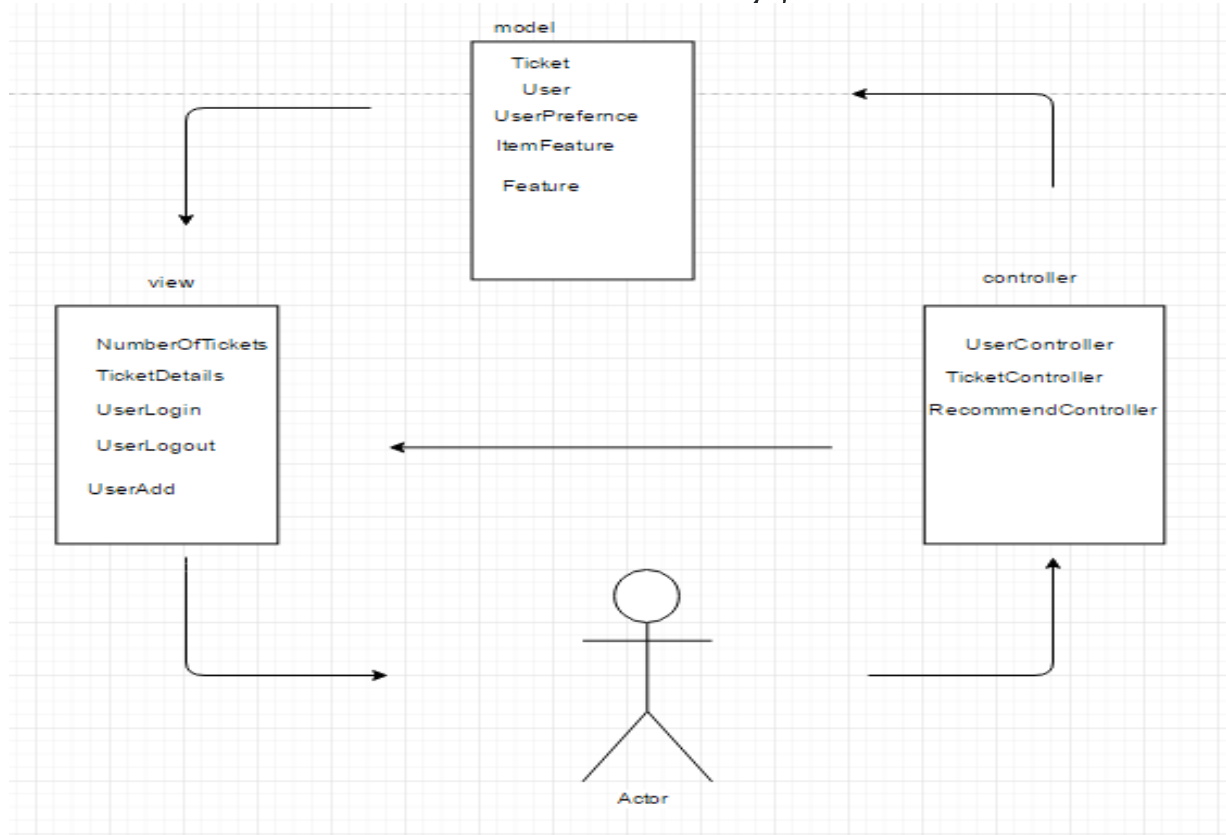 model
Ticket
User
UserPrefernce
ItemFeature
Feature
view
NumberOfTickets
TicketDetails
UserLogin
UserLogout
UserAdd
controller
UserController
TicketController
RecommendController
Actor